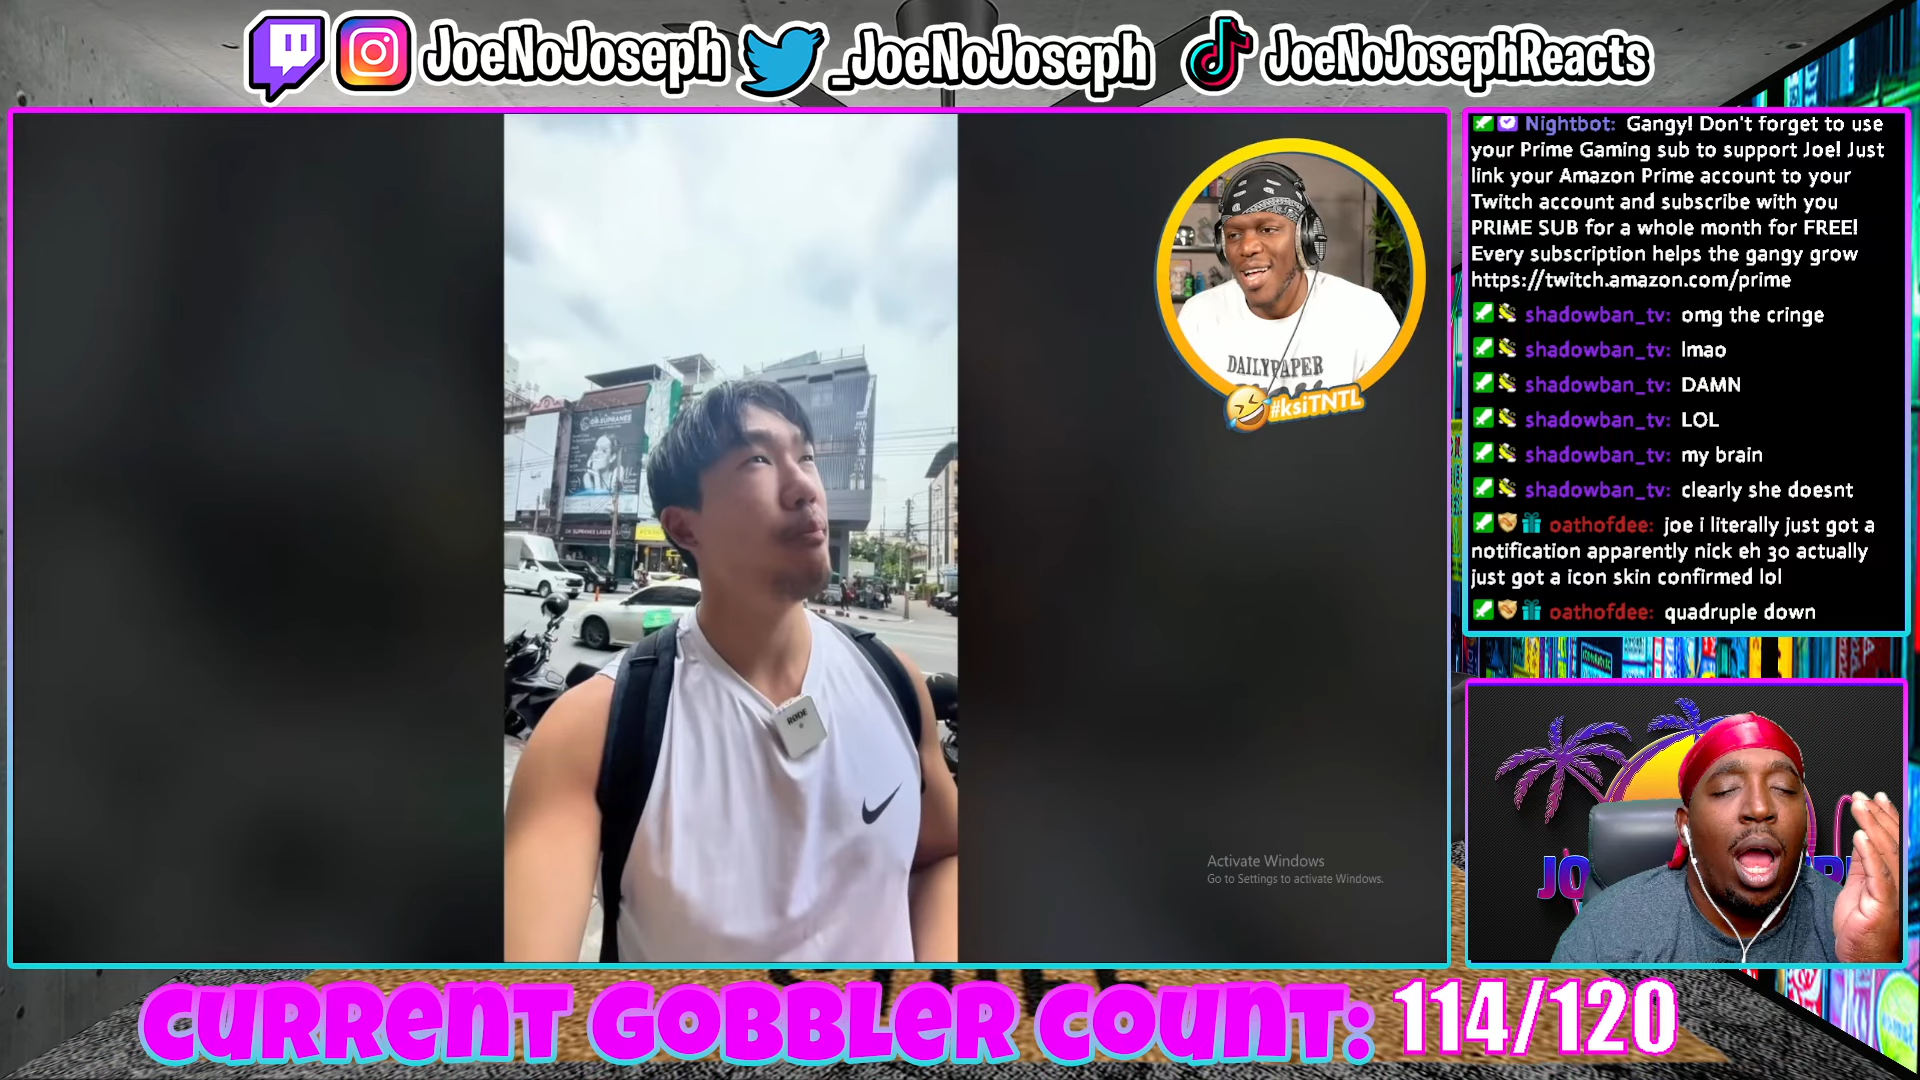 JoeNoJoseph
_JoeNoJoseph
JoeNoJosephReacts
Nightbot: Gangy! Don't forget to use
your Prime Gaming sub to support Joe! Just
link your Amazon Prime account to your
Twitch account and subscribe with you
PRIME SUB for a whole month for FREE!
Every subscription helps the gangy grow
https://twitch.amazon.com/prime
shadowban_tv: omg the cringe
shadowban_tv: lmao
shadowban_tv: DAMN
shadowban_tv: LOL
shadowban_tv: my brain
shadowban_tv: clearly she doesnt
oathofdee: joe i literally just got a
notification apparently nick eh 30 actually
just got a icon skin confirmed lol
oathofdee: quadruple down
DAILYPAPER
#ksiTNTL
DR.SUPRANEE
RØDE
Activate Windows
Go to Settings to activate Windows.
JO
Current Gobbler Count: 114/120